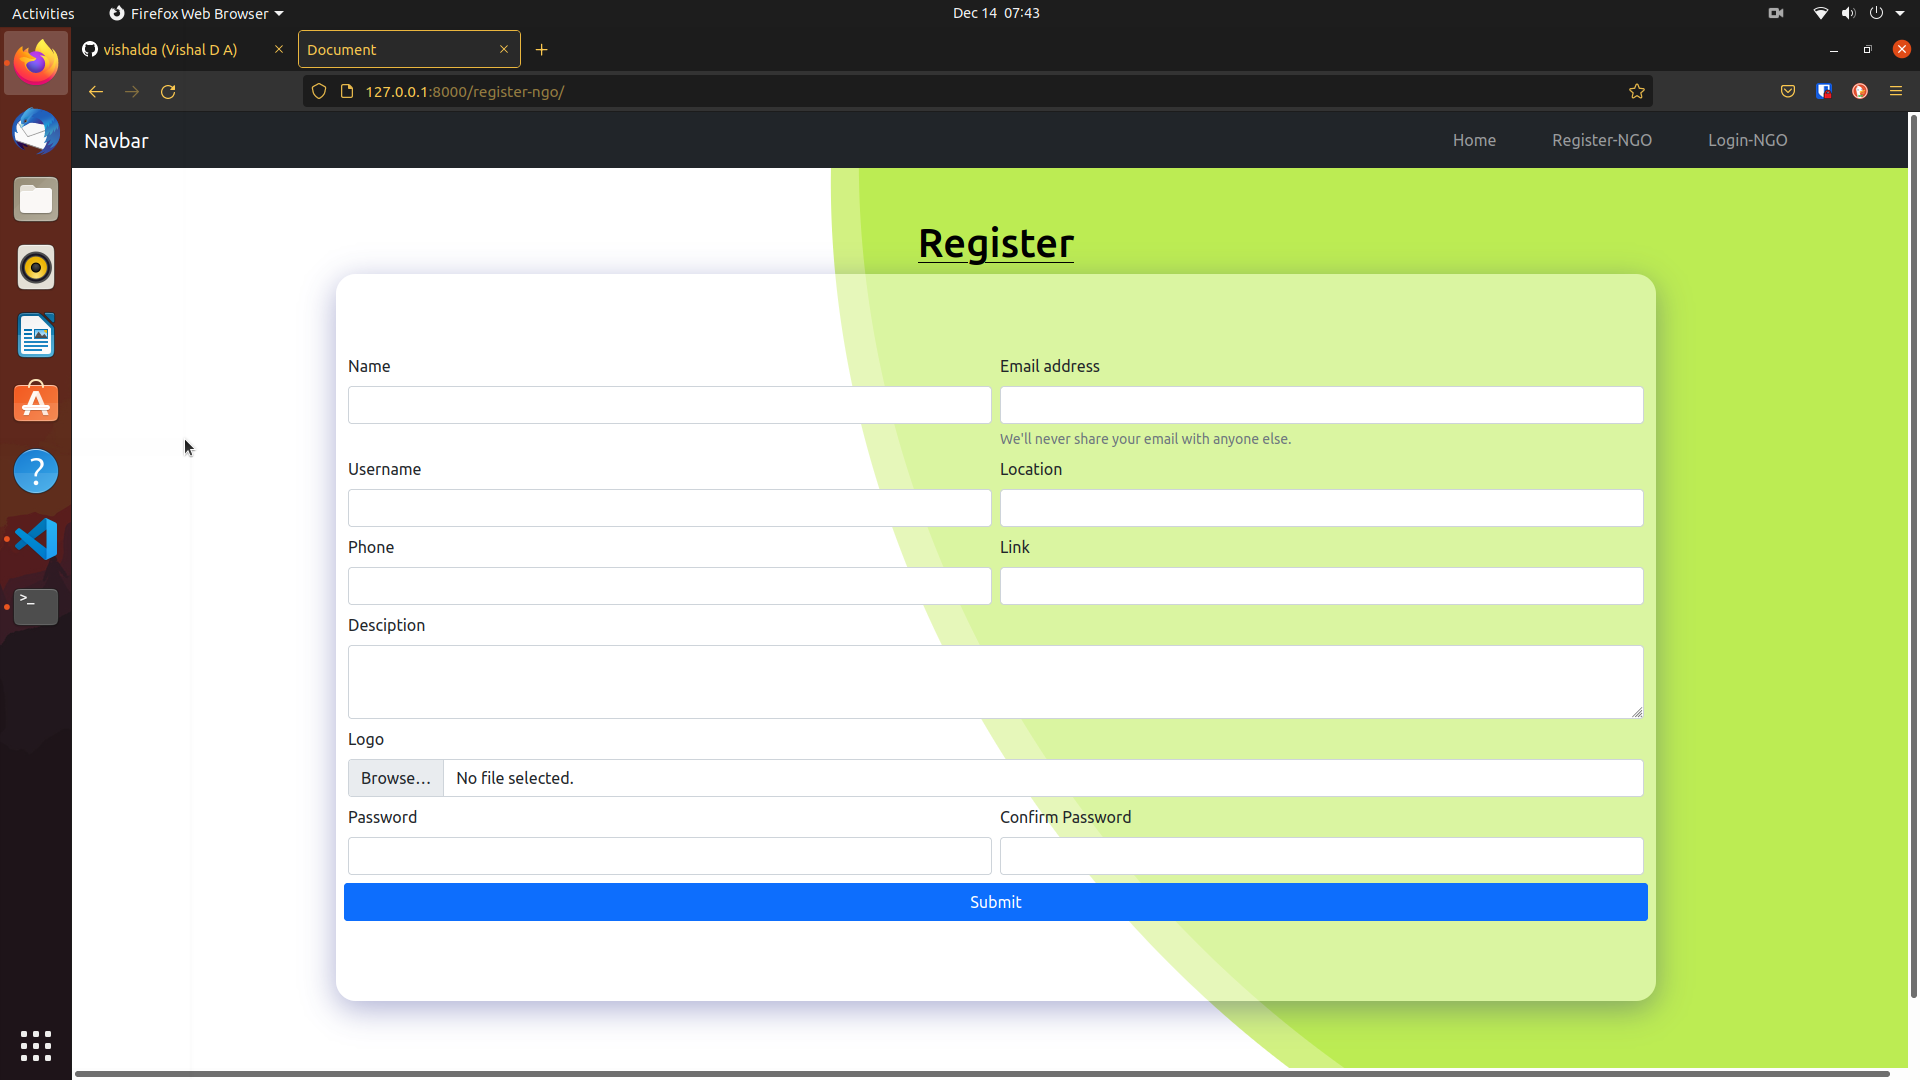 Activities
Firefox Web Browser
Dec 14 07:43
vishalda (Vishal D A)
Document
127.0.0.1:8000/register-ngo/
Navbar
Home
Register-NGO
Login-NGO
Register
Name
Email address
We'll never share your email with anyone else.
Username
Location
Phone
Link
Desciption
Logo
Browse…
No file selected.
Password
Confirm Password
Submit